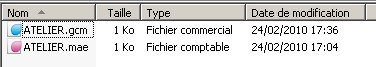 Nom Taille Type Date de modification
ATELIER.gcm 1 Ko Fichier commercial 24/02/2010 17:36
ATELIER.mae 1 Ko Fichier comptable 24/02/2010 17:04